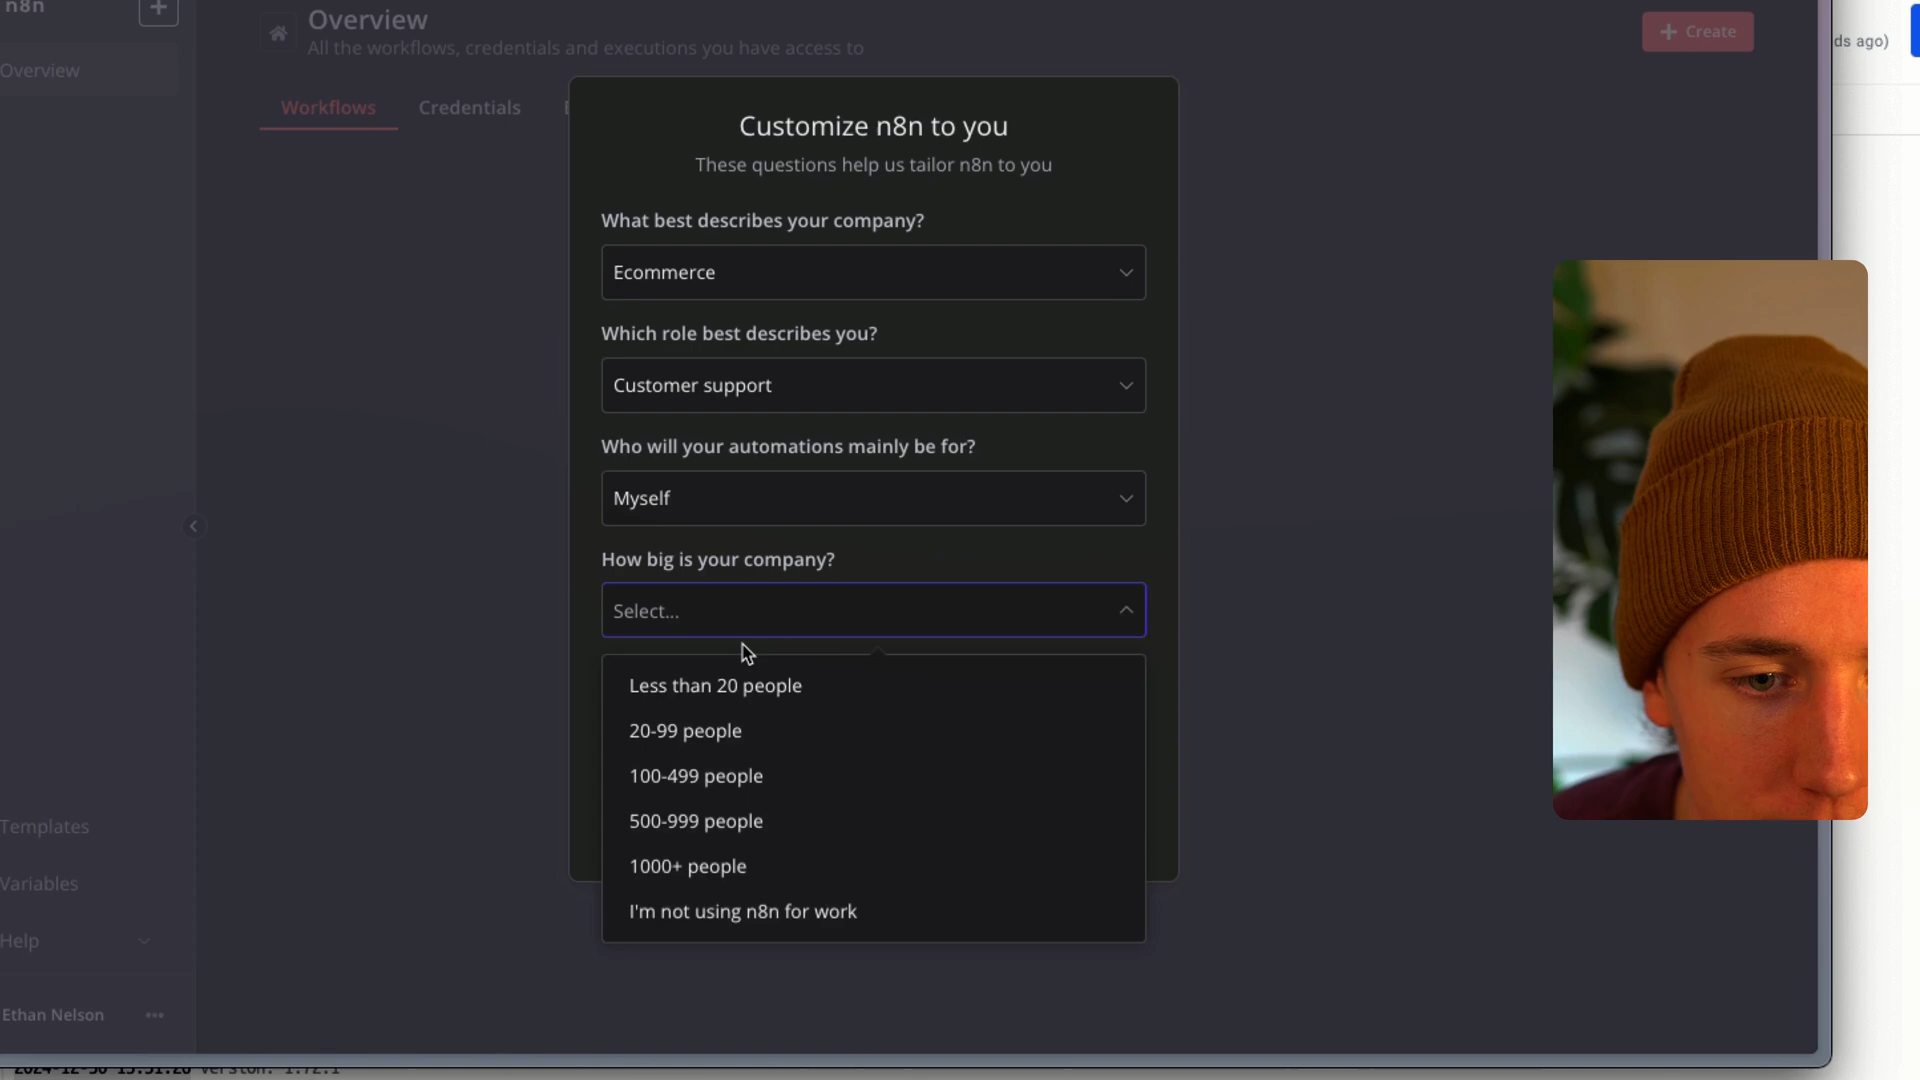 n8n
Overview
All the workflows, credentials and executions you have access to
Create
ds ago)
Overview
Workflows
Credentials
Customize n8n to you
These questions help us tailor n8n to you
What best describes your company?
Ecommerce
Which role best describes you?
Customer support
Who will your automations mainly be for?
Myself
How big is your company?
Select...
Less than 20 people
20-99 people
100-499 people
500-999 people
1000+ people
I'm not using n8n for work
Templates
Variables
Help
Ethan Nelson
Version: 1.72.1